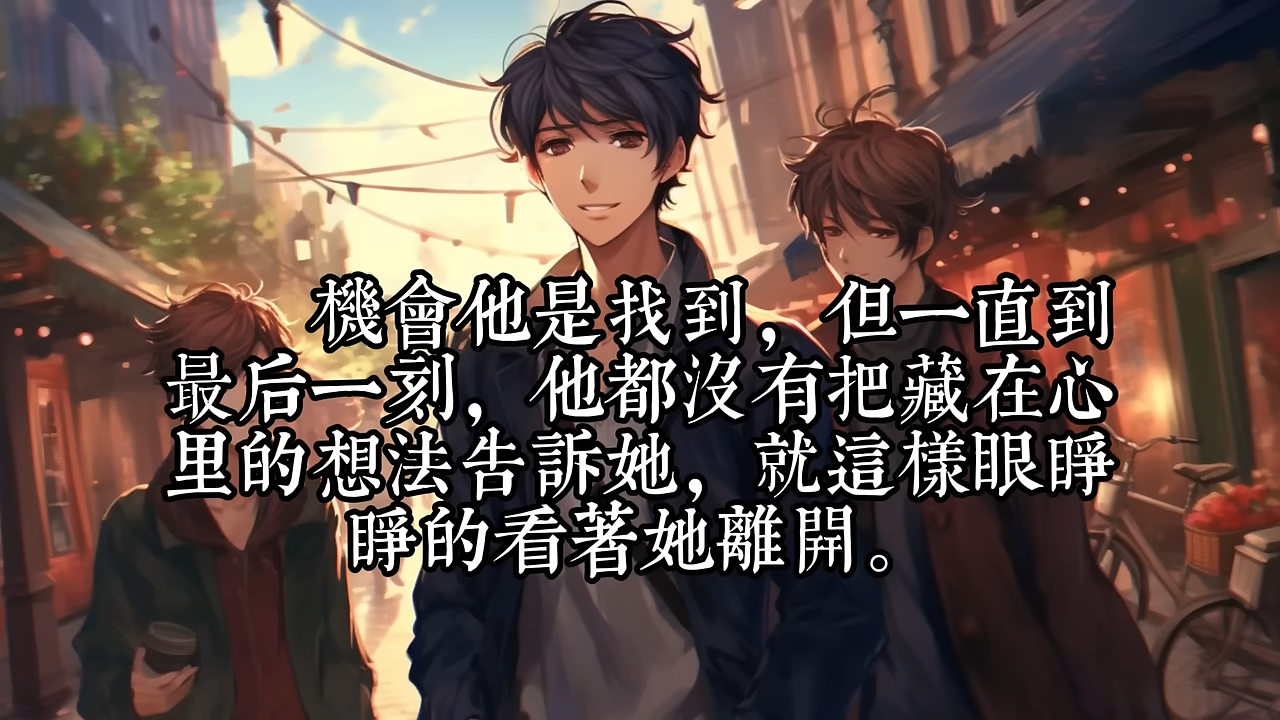 機會他是找到，但一直到
最后一刻，他都沒有把藏在心
里的想法告訴她，就這樣眼睜
睜的看著她離開。